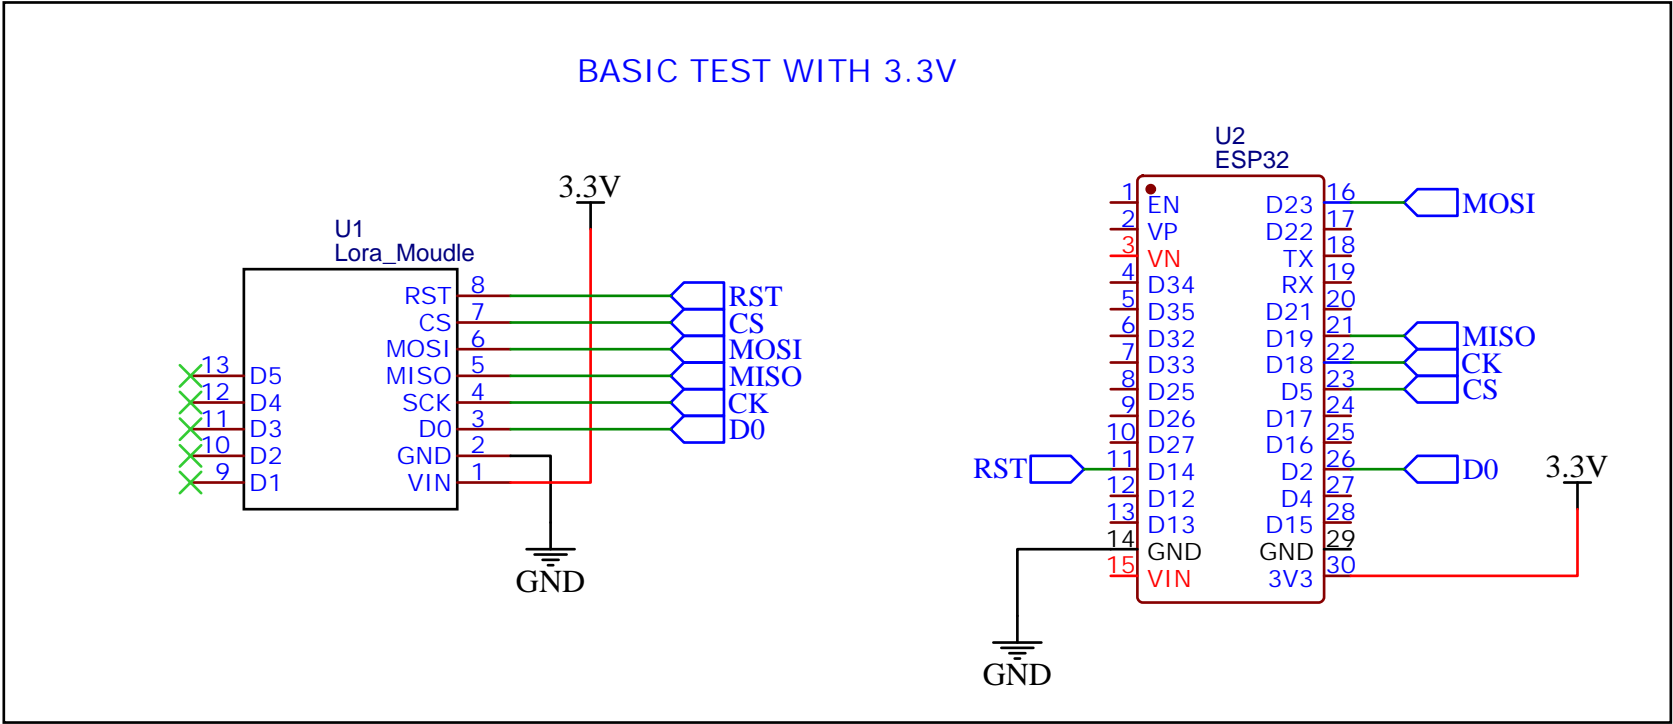 BASIC TEST WITH 3.3V
3.3V
U1
Lora_Moudle
RST 8 RST
CS 7 CS
MOSI 6 MOSI
13 D5 MISO 5 MISO
12 D4 SCK 4 CK
11 D3 D0 3 D0
10 D2 GND 2
9 D1 VIN 1
GND
U2
ESP32
1 EN D23 16 MOSI
2 VP D22 17
3 VN TX 18
4 D34 RX 19
5 D35 D21 20
6 D32 D19 21 MISO
7 D33 D18 22 CK
8 D25 D5 23 CS
9 D26 D17 24
10 D27 D16 25
RST 11 D14 D2 26 D0
12 D12 D4 27
13 D13 D15 28
14 GND GND 29
15 VIN 3V3 30
3.3V
GND